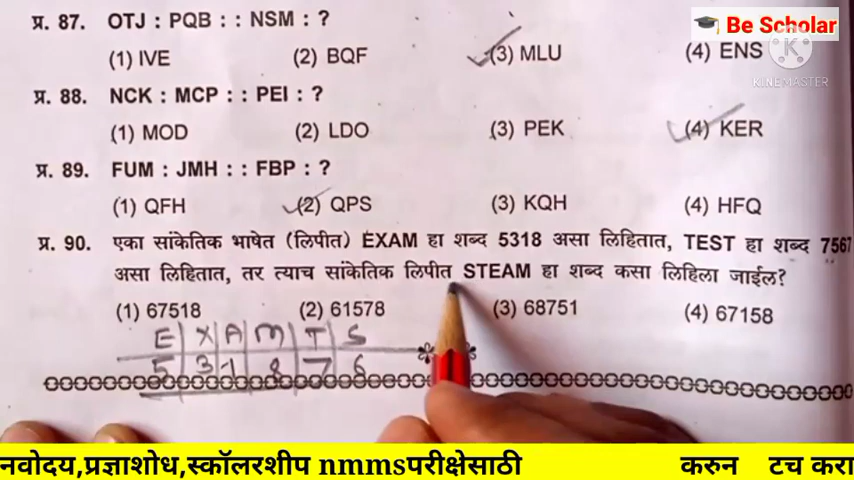 Be Scholar
KINEMASTER
प्र. 87. OTJ : PQB : : NSM : ?
(1) IVE (2) BQF (3) MLU (4) ENS
प्र. 88. NCK : MCP : : PEI : ?
(1) MOD (2) LDO (3) PEK (4) KER
प्र. 89. FUM : JMH : : FBP : ?
(1) QFH (2) QPS (3) KQH (4) HFQ
प्र. 90. एका सांकेतिक भाषेत (लिपीत) EXAM हा शब्द 5318 असा लिहितात, TEST हा शब्द 7567
असा लिहितात, तर त्याच सांकेतिक लिपीत STEAM हा शब्द कसा लिहिला जाईल?
(1) 67518 (2) 61578 (3) 68751 (4) 67158
E X A M T S
5 3 1 8 7 6
नवोदय,प्रज्ञाशोध,स्कॉलरशीप nmmsपरीक्षेसाठी करुन टच करा